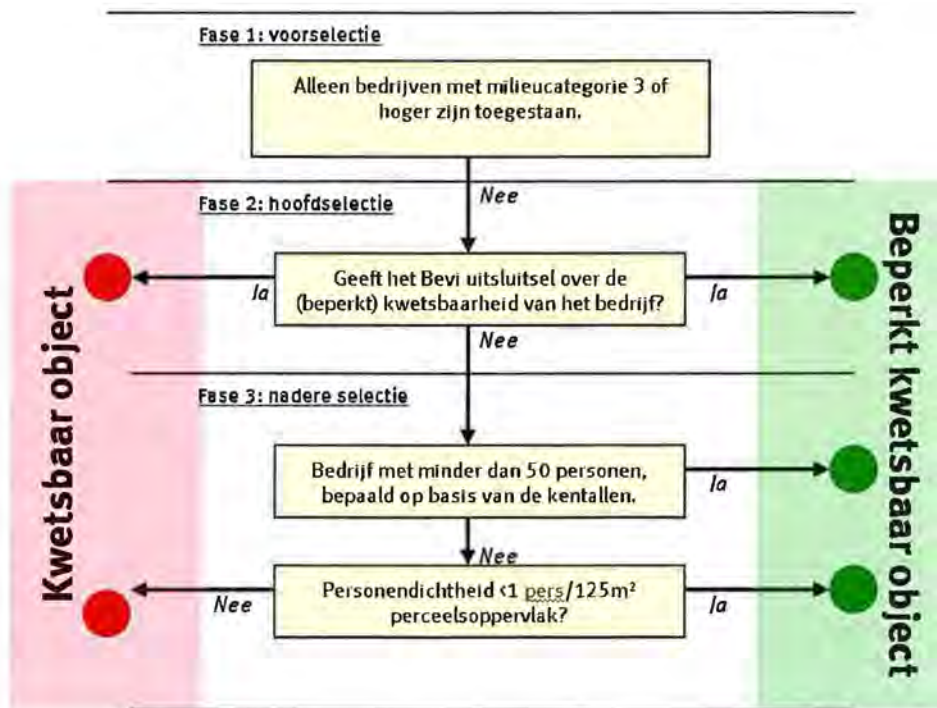 Fase 1: voorselectie
Alleen bedrijven met milieucategorie 3 of
hoger zijn toegestaan.
Nee
Fase 2: hoofdselectie
Geeft het Bevi uitsluitsel over de
(beperkt) kwetsbaarheid van het bedrijf?
Ja
Ja
Nee
Fase 3: nadere selectie
Bedrijf met minder dan 50 personen,
bepaald op basis van de kentallen.
Ja
Nee
Personendichtheid <1 pers/125m²
perceelsoppervlak?
Nee
Ja
Kwetsbaar object
Beperkt kwetsbaar object